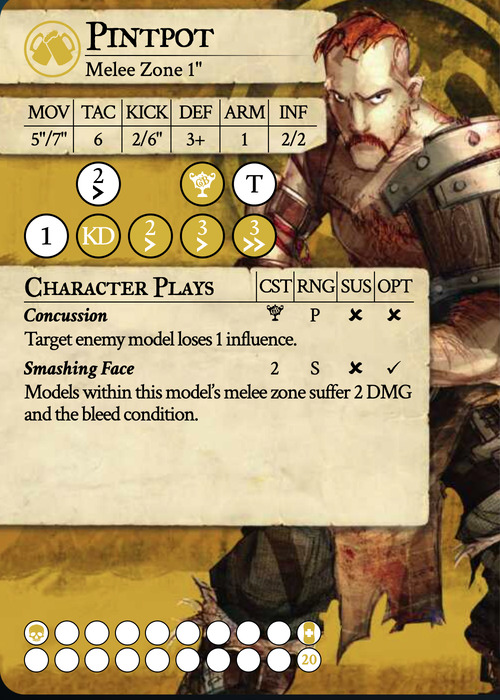 PINTPOT
Melee Zone 1"
MOV TAC KICK DEF ARM INF
5"/7" 6 2/6" 3+ 1 2/2
2 > GB T
1 KD 2 > 3 > 3 >>
CHARACTER PLAYS CST RNG SUS OPT
Concussion P ✘ ✘
Target enemy model loses 1 influence.
Smashing Face 2 S ✘ ✓
Models within this model's melee zone suffer 2 DMG
and the bleed condition.
20